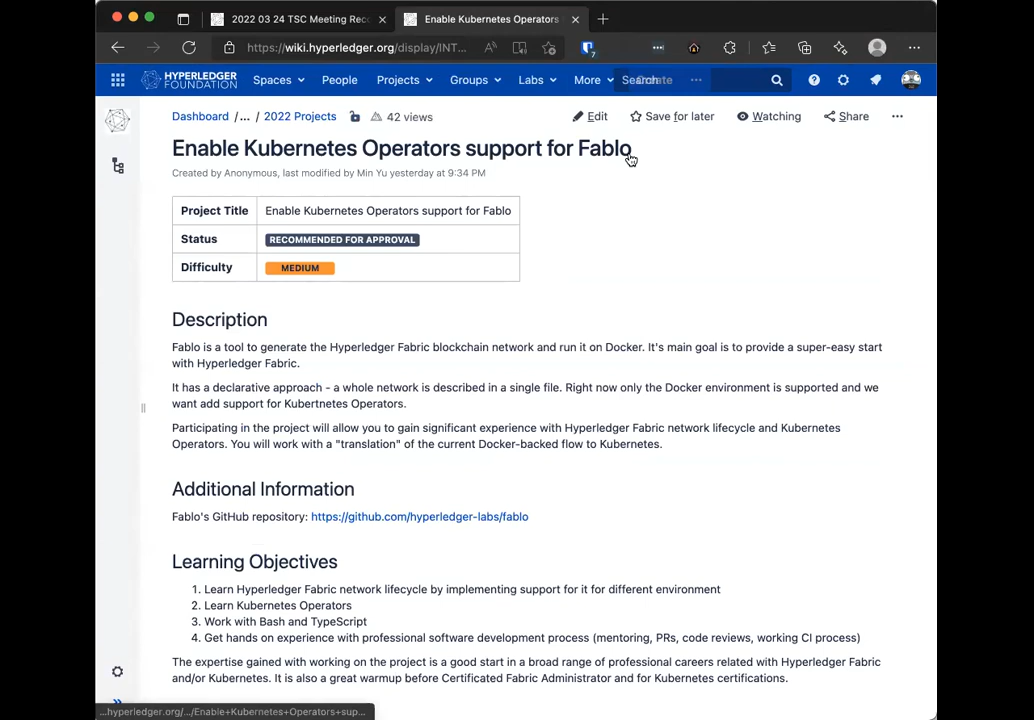 2022 03 24 TSC Meeting Rec
Enable Kubernetes Operators
https://wiki.hyperledger.org/display/INT...
7
HYPERLEDGER
FOUNDATION
Spaces
People
Projects
Groups
Labs
More
Create
Dashboard /... / 2022 Projects
42 views
Edit
Save for later
Watching
Share
Enable Kubernetes Operators support for Fablo
Created by Anonymous, last modified by Min Yu yesterday at 9:34 PM
Project Title Enable Kubernetes Operators support for Fablo
Status RECOMMENDED FOR APPROVAL
Difficulty MEDIUM
Description
Fablo is a tool to generate the Hyperledger Fabric blockchain network and run it on Docker. It's main goal is to provide a super-easy start
with Hyperledger Fabric.
It has a declarative approach - a whole network is described in a single file. Right now only the Docker environment is supported and we
want add support for Kubertnetes Operators.
Participating in the project will allow you to gain significant experience with Hyperledger Fabric network lifecycle and Kubernetes
Operators. You will work with a "translation" of the current Docker-backed flow to Kubernetes.
Additional Information
Fablo's GitHub repository: https://github.com/hyperledger-labs/fablo
Learning Objectives
1. Learn Hyperledger Fabric network lifecycle by implementing support for it for different environment
2. Learn Kubernetes Operators
3. Work with Bash and TypeScript
4. Get hands on experience with professional software development process (mentoring, PRs, code reviews, working CI process)
The expertise gained with working on the project is a good start in a broad range of professional careers related with Hyperledger Fabric
and/or Kubernetes. It is also a great warmup before Certificated Fabric Administrator and for Kubernetes certifications.
...hyperledger.org/.../Enable+Kubernetes+Operators+sup...